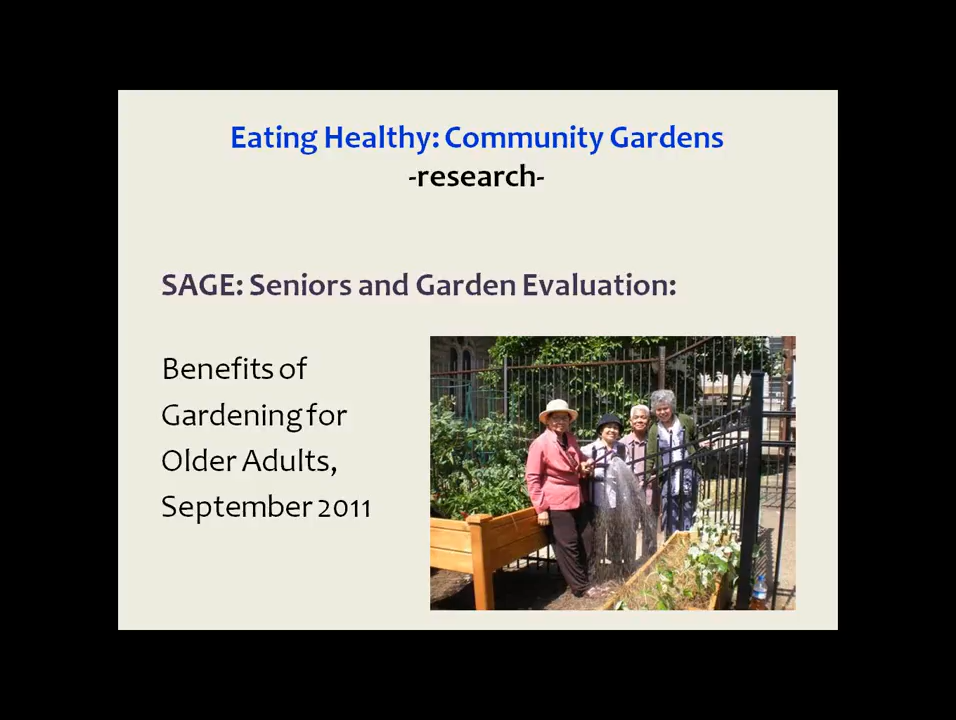 Eating Healthy: Community Gardens
-research-
SAGE: Seniors and Garden Evaluation:
Benefits of
Gardening for
Older Adults,
September 2011